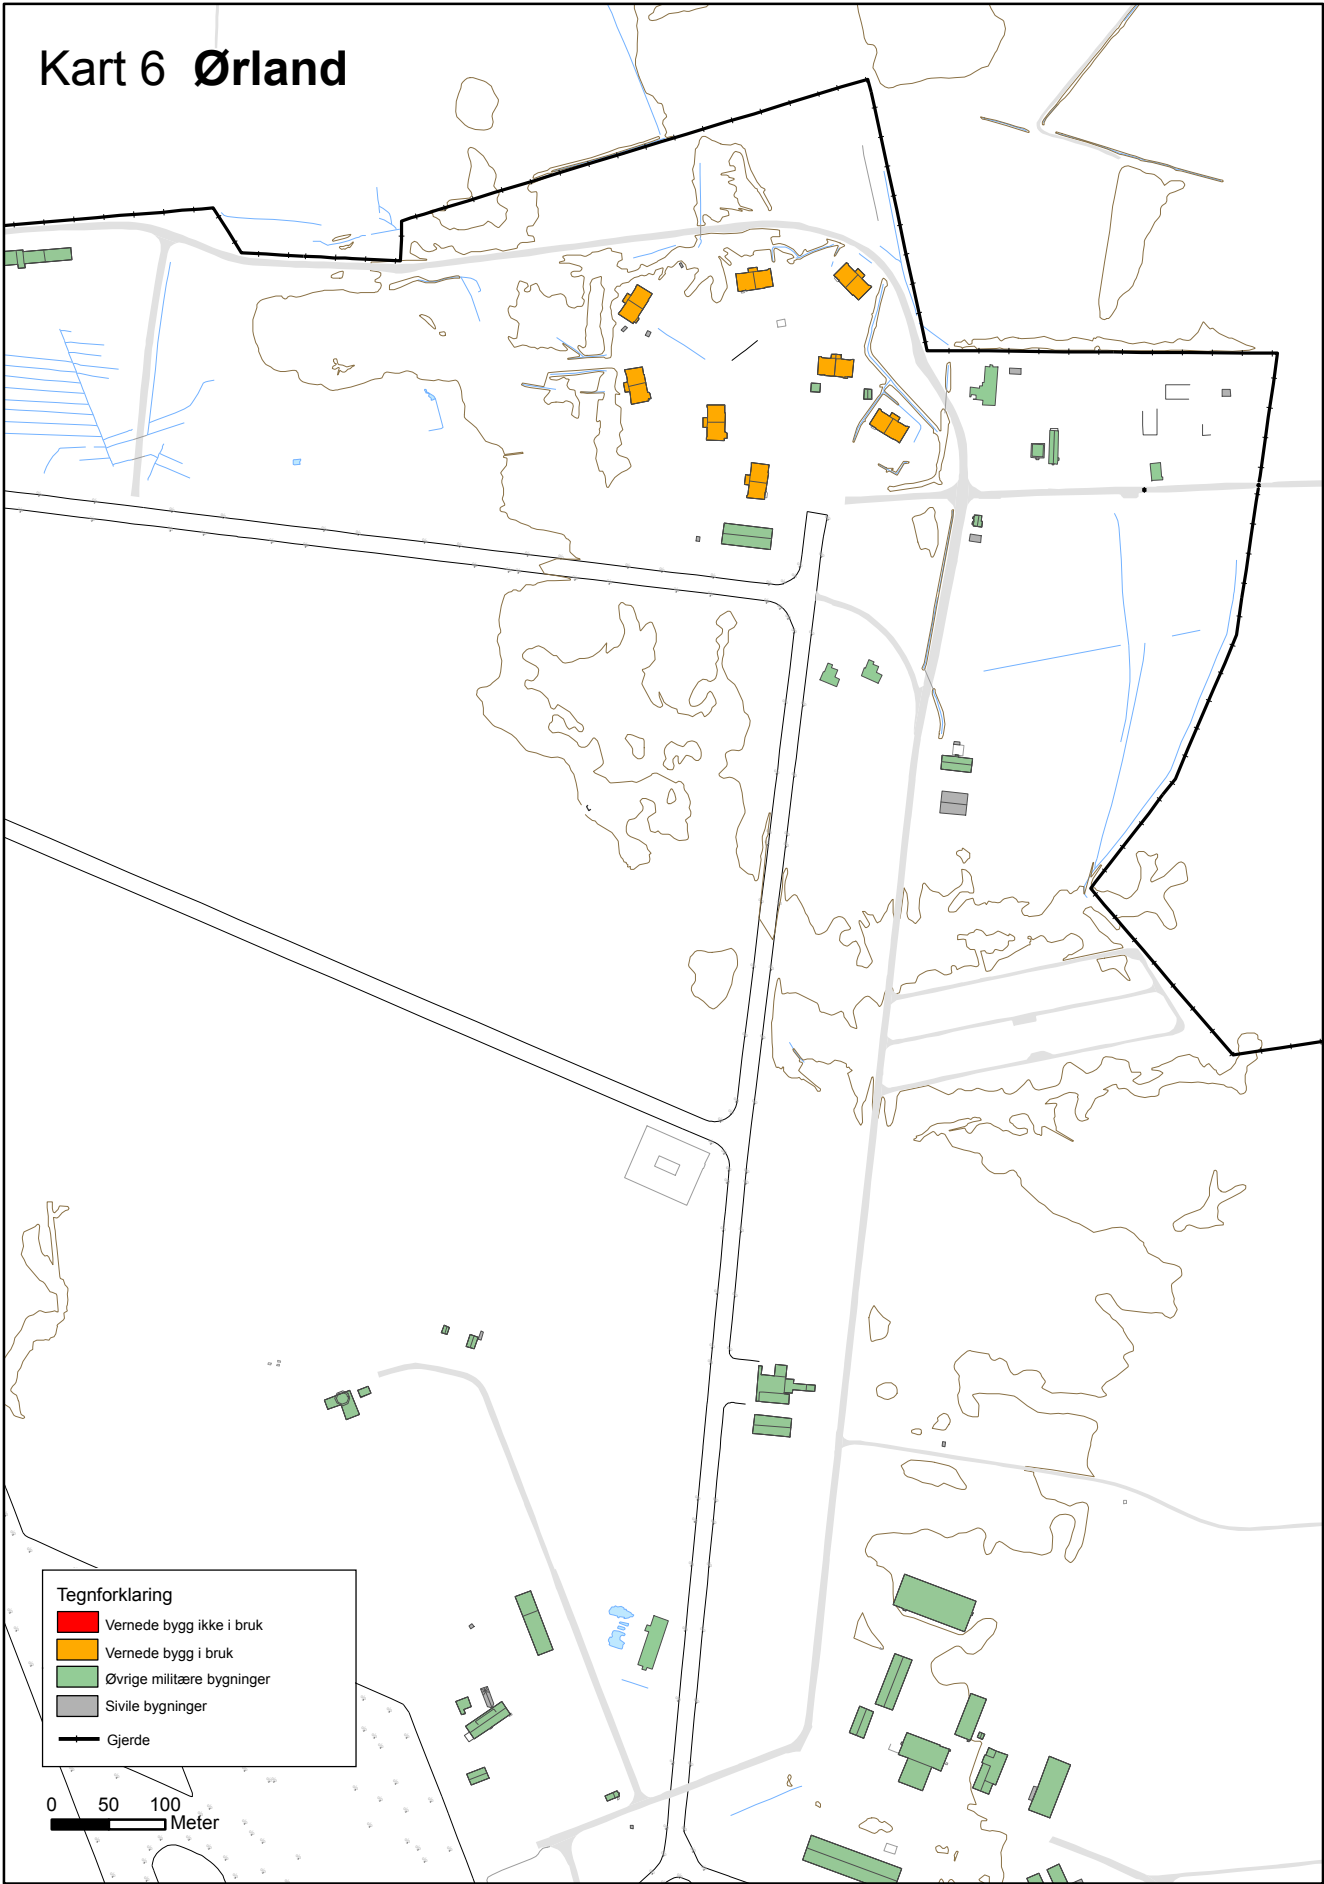 Kart 6 Ørland
Tegnforklaring
Vernede bygg ikke i bruk
Vernede bygg i bruk
Øvrige militære bygninger
Sivile bygninger
Gjerde
0 50 100
Meter